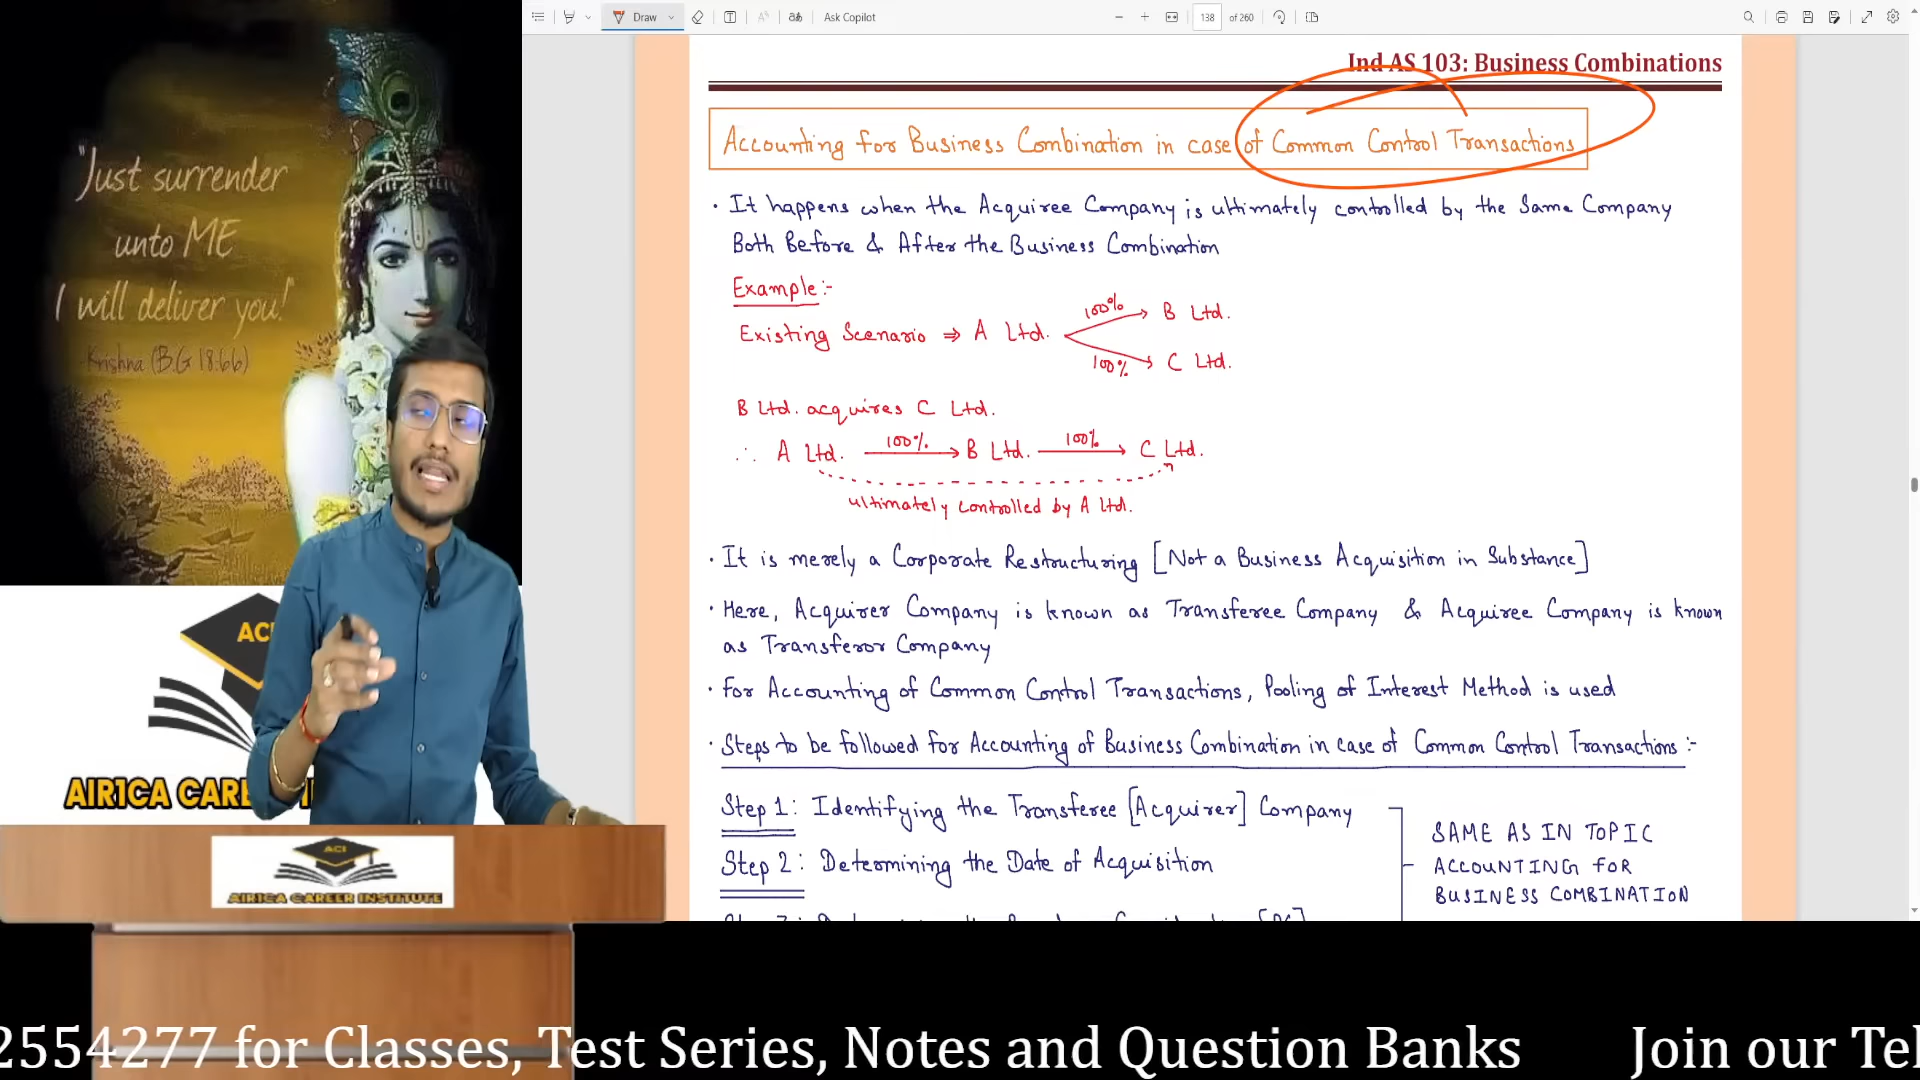 Draw
Ask Copilot
138
of 260
Ind AS 103: Business Combinations
Accounting for Business Combination in case of Common Control Transactions
• It happens when the Acquiree Company is ultimately controlled by the Same Company
Both Before & After the Business Combination
Example:-
Existing Scenario ⇒ A Ltd.
100%
B Ltd.
100%
C Ltd.
B Ltd. acquires C Ltd.
∴ A Ltd. 100% B Ltd. 100% C Ltd.
ultimately controlled by A Ltd.
• It is merely a Corporate Restructuring [Not a Business Acquisition in Substance]
• Here, Acquirer Company is known as Transferee Company & Acquiree Company is known
as Transferor Company
• For Accounting of Common Control Transactions, Pooling of Interest Method is used
• Steps to be followed for Accounting of Business Combination in case of Common Control Transactions :-
Step 1: Identifying the Transferee [Acquirer] Company
Step 2: Determining the Date of Acquisition
SAME AS IN TOPIC
ACCOUNTING FOR
BUSINESS COMBINATION
"Just surrender
unto ME
I will deliver you!"
Krishna (B.G 18:66)
ACI
AIR1CA CARE
ACI
AIR1CA CAREER INSTITUTE
2554277 for Classes, Test Series, Notes and Question Banks
Join our Tel